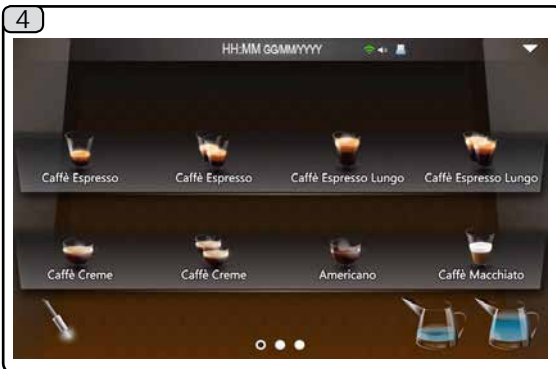 4
HH:MM GG/MM/YYYY
Caffè Espresso Caffè Espresso Caffè Espresso Lungo Caffè Espresso Lungo
Caffè Creme Caffè Creme Americano Caffè Macchiato